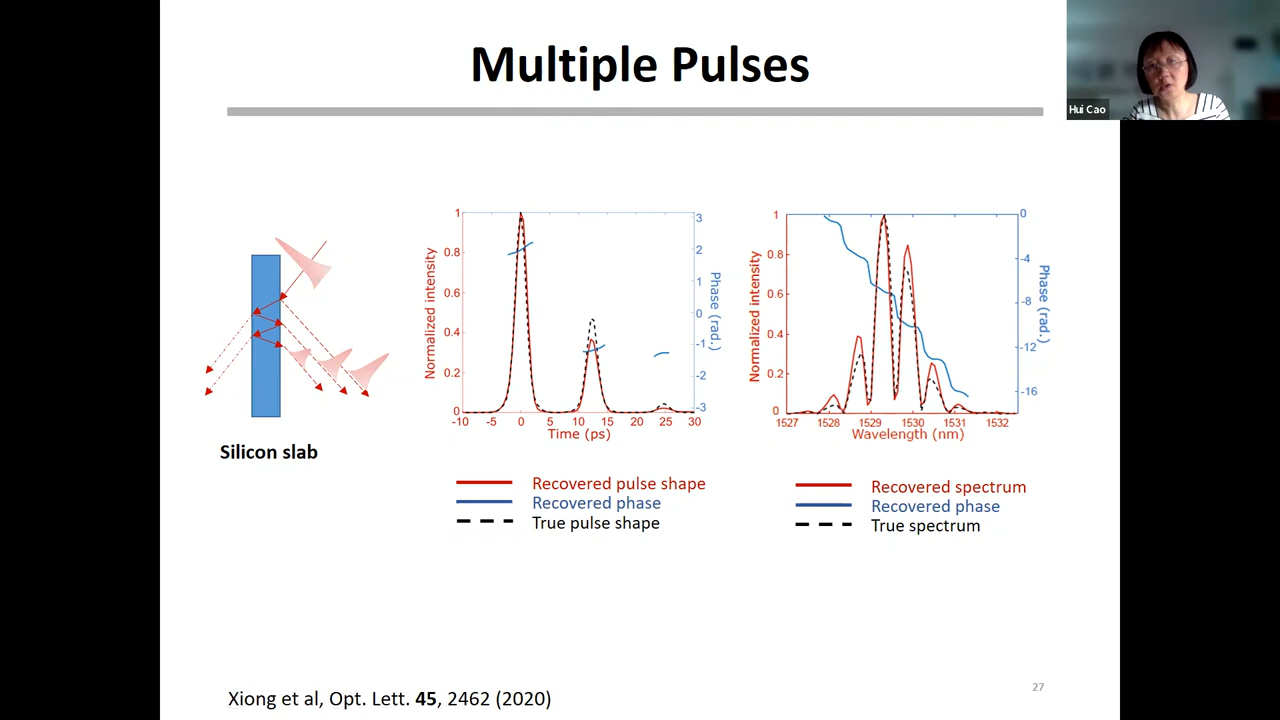 Multiple Pulses
Hui Cao
Silicon slab
Normalized intensity
1
0.8
0.6
0.4
0.2
0
-10 -5 0 5 10 15 20 25 30
Time (ps)
3
2
1
0
-1
-2
-3
Phase (rad.)
Recovered pulse shape
Recovered phase
True pulse shape
Normalized intensity
1
0.8
0.6
0.4
0.2
0
1527 1528 1529 1530 1531 1532
Wavelength (nm)
0
-4
-8
-12
-16
Phase (rad.)
Recovered spectrum
Recovered phase
True spectrum
Xiong et al, Opt. Lett. 45, 2462 (2020)
27